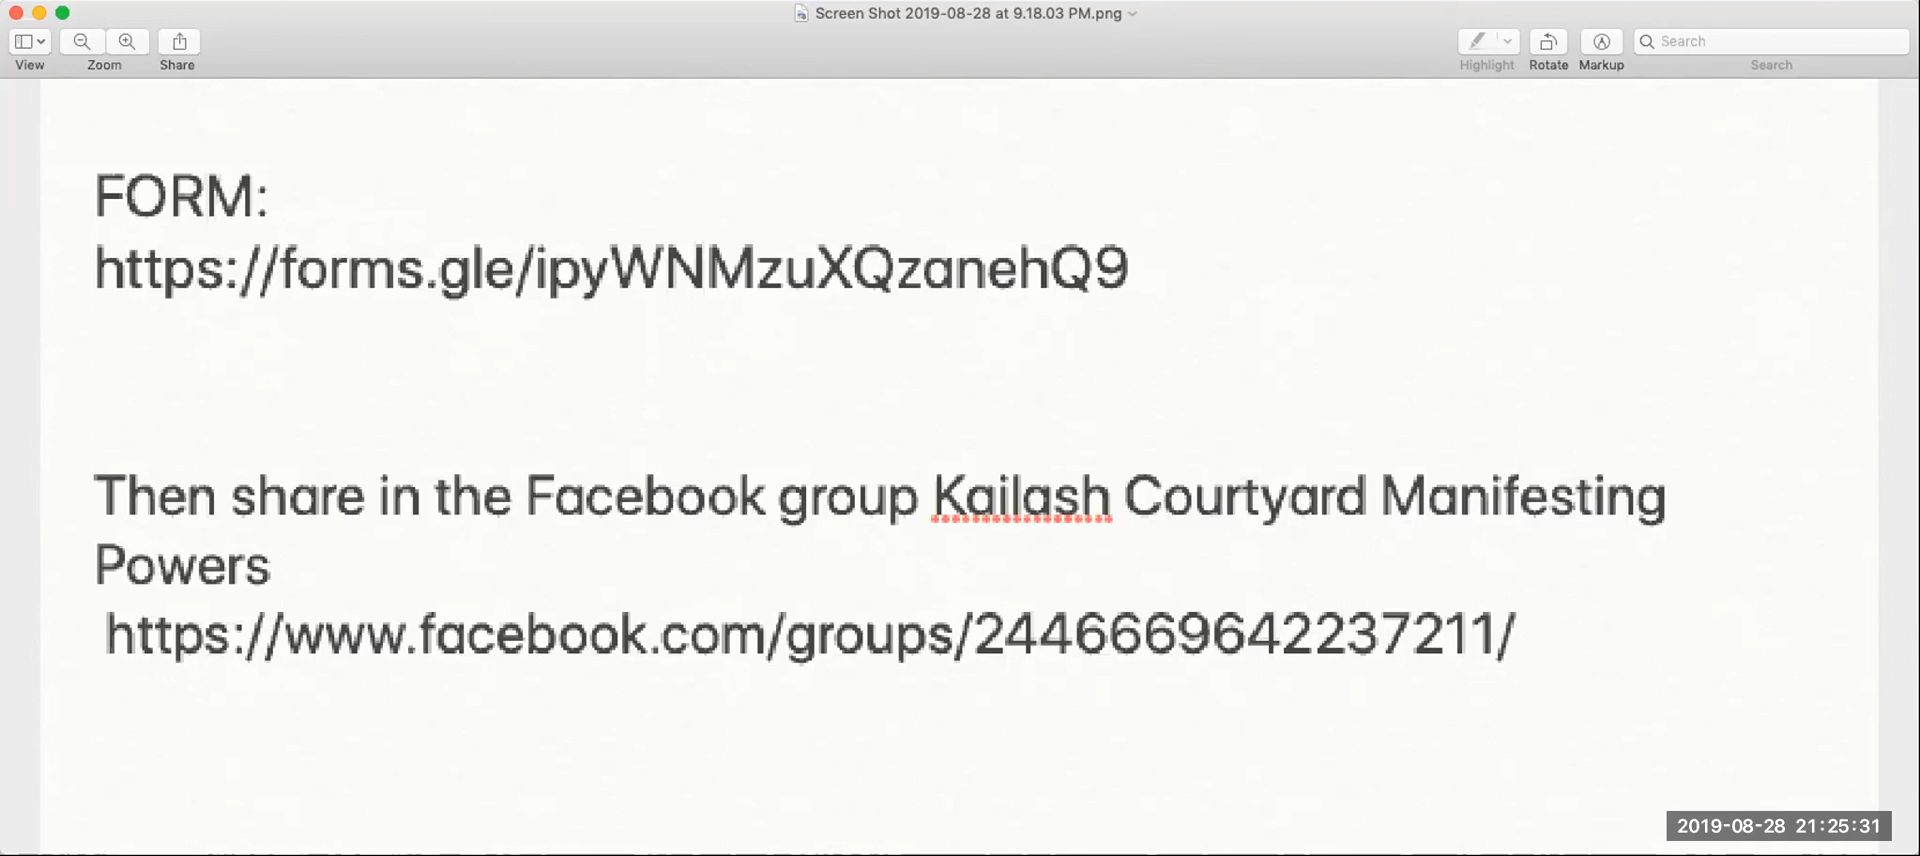 Screen Shot 2019-08-28 at 9.18.03 PM.png
View
Zoom
Share
Highlight
Rotate
Markup
Search
Search
FORM:
https://forms.gle/ipyWNMzuXQzanehQ9
Then share in the Facebook group Kailash Courtyard Manifesting
Powers
https://www.facebook.com/groups/2446669642237211/
2019-08-28 21:25:31